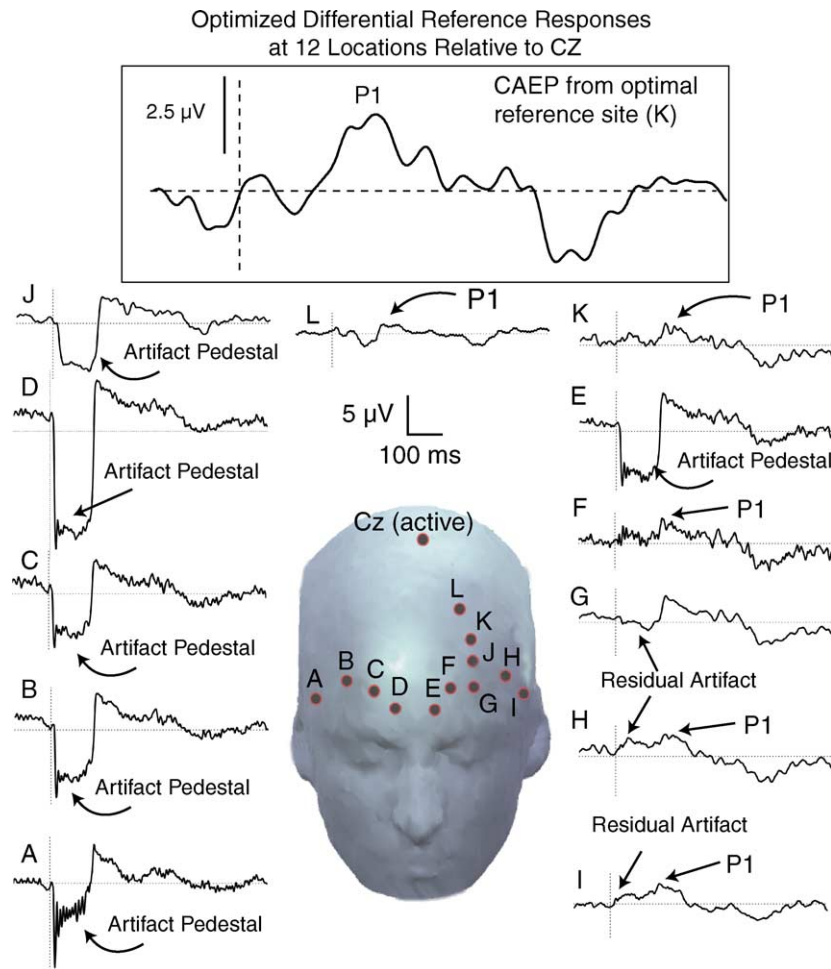 Optimized Differential Reference Responses
at 12 Locations Relative to CZ
2.5 µV
P1
CAEP from optimal
reference site (K)
J
Artifact Pedestal
L
P1
K
P1
D
Artifact Pedestal
5 µV
100 ms
E
Artifact Pedestal
Cz (active)
F
P1
C
Artifact Pedestal
G
Residual Artifact
L
K
J
H
A
B
C
D
E
F
G
I
B
Artifact Pedestal
H
P1
A
Artifact Pedestal
Residual Artifact
I
P1